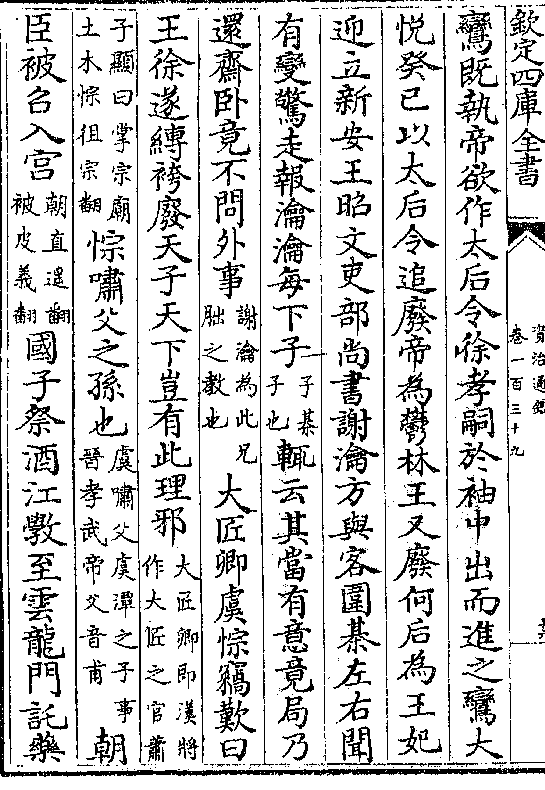 欽定四庫全書
資治通鑑
卷一百三十九
鸞既執帝欲作太后令徐孝嗣於袖中出而進之鸞大
悦癸巳以太后令追廢帝為鬱林王又廢何后為王妃
迎立新安王昭文吏部尚書謝瀹方與客圍棊左右聞
有變驚走報瀹瀹每下子子棊子也輒云其當有意竟局乃
還齋卧竟不問外事謝瀹為此兄朏之教也大匠卿虞悰竊歎曰
王徐遂縛袴廢天子天下豈有此理邪大匠卿即漢將作大匠之官蕭
子顯曰掌宗廟土木悰徂宗翻悰嘯父之孫也虞嘯父虞潭之子事晉孝武帝父音甫朝
臣被召入宫朝直遥翻被皮義翻國子祭酒江斆至雲龍門託藥